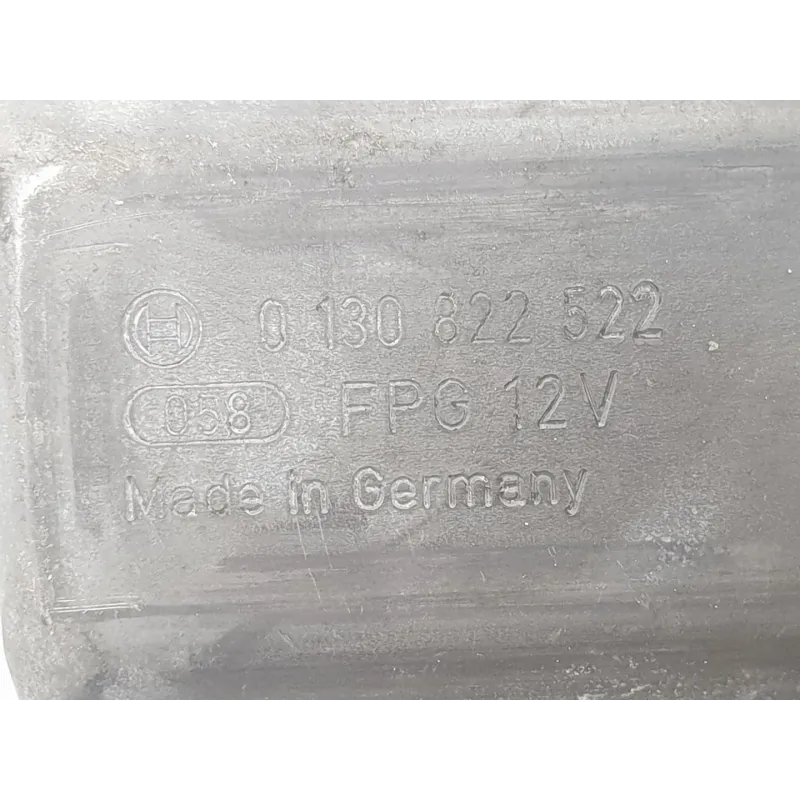 0 130 822 522
058 FPG 12V
Made in Germany